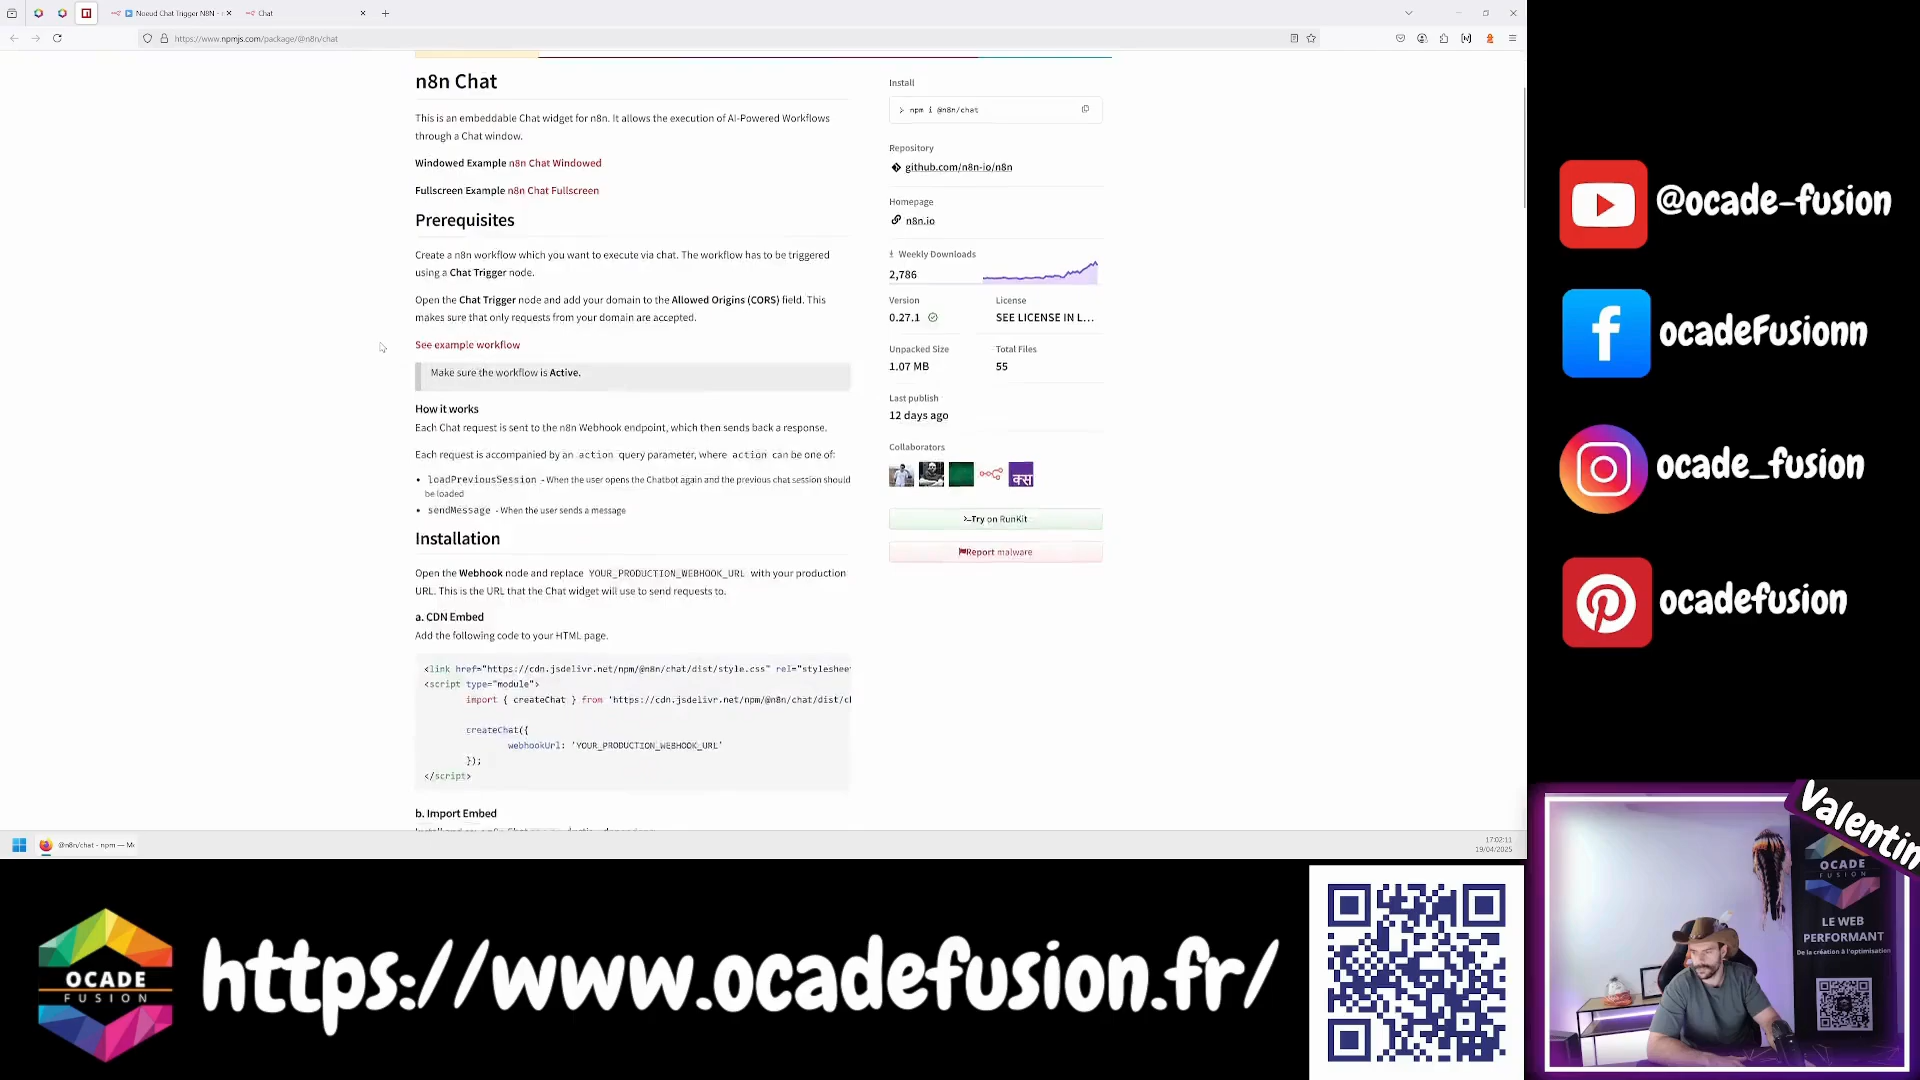 Noeud Chat Trigger N8N -
Chat
https://www.npmjs.com/package/@n8n/chat
n8n Chat
This is an embeddable Chat widget for n8n. It allows the execution of AI-Powered Workflows
through a Chat window.
Windowed Example n8n Chat Windowed
Fullscreen Example n8n Chat Fullscreen
Prerequisites
Create a n8n workflow which you want to execute via chat. The workflow has to be triggered
using a Chat Trigger node.
Open the Chat Trigger node and add your domain to the Allowed Origins (CORS) field. This
makes sure that only requests from your domain are accepted.
See example workflow
Make sure the workflow is Active.
How it works
Each Chat request is sent to the n8n Webhook endpoint, which then sends back a response.
Each request is accompanied by an action query parameter, where action can be one of:
• loadPreviousSession - When the user opens the Chatbot again and the previous chat session should
be loaded
• sendMessage - When the user sends a message
Installation
Open the Webhook node and replace YOUR_PRODUCTION_WEBHOOK_URL with your production
URL. This is the URL that the Chat widget will use to send requests to.
a. CDN Embed
Add the following code to your HTML page.
<link href="https://cdn.jsdelivr.net/npm/@n8n/chat/dist/style.css" rel="styleshee
<script type="module">
import { createChat } from 'https://cdn.jsdelivr.net/npm/@n8n/chat/dist/c
createChat({
webhookUrl: 'YOUR_PRODUCTION_WEBHOOK_URL'
});
</script>
b. Import Embed
Install
> npm i @n8n/chat
Repository
github.com/n8n-io/n8n
Homepage
n8n.io
Weekly Downloads
2,786
Version
License
0.27.1
SEE LICENSE IN L...
Unpacked Size
Total Files
1.07 MB
55
Last publish
12 days ago
Collaborators
क्स
Try on RunKit
Report malware
@n8n/chat - npm — M
17:02:11
19/04/2025
@ocade-fusion
ocadeFusionn
ocade_fusion
ocadefusion
OCADE
FUSION
https://www.ocadefusion.fr/
Valentin
OCADE
FUSION
LE WEB
PERFORMANT
De la création à l'optimisation